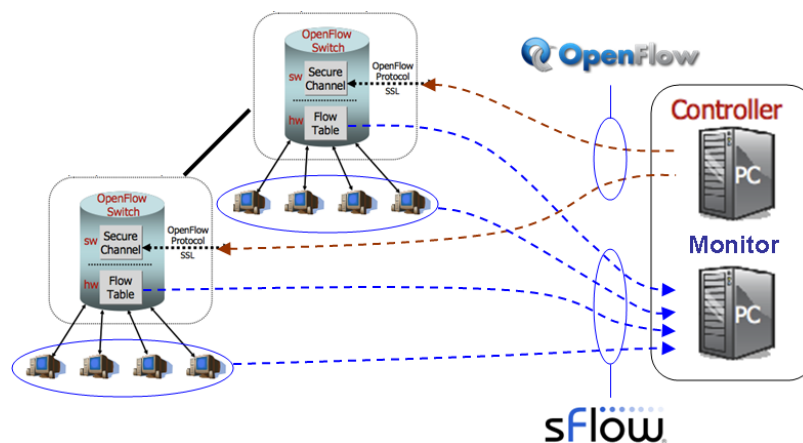 OpenFlow
Switch
sw
Secure
Channel
OpenFlow
Protocol
SSL
hw
Flow
Table
OpenFlow
Controller
PC
Monitor
PC
OpenFlow
Switch
sw
Secure
Channel
OpenFlow
Protocol
SSL
hw
Flow
Table
sFlow